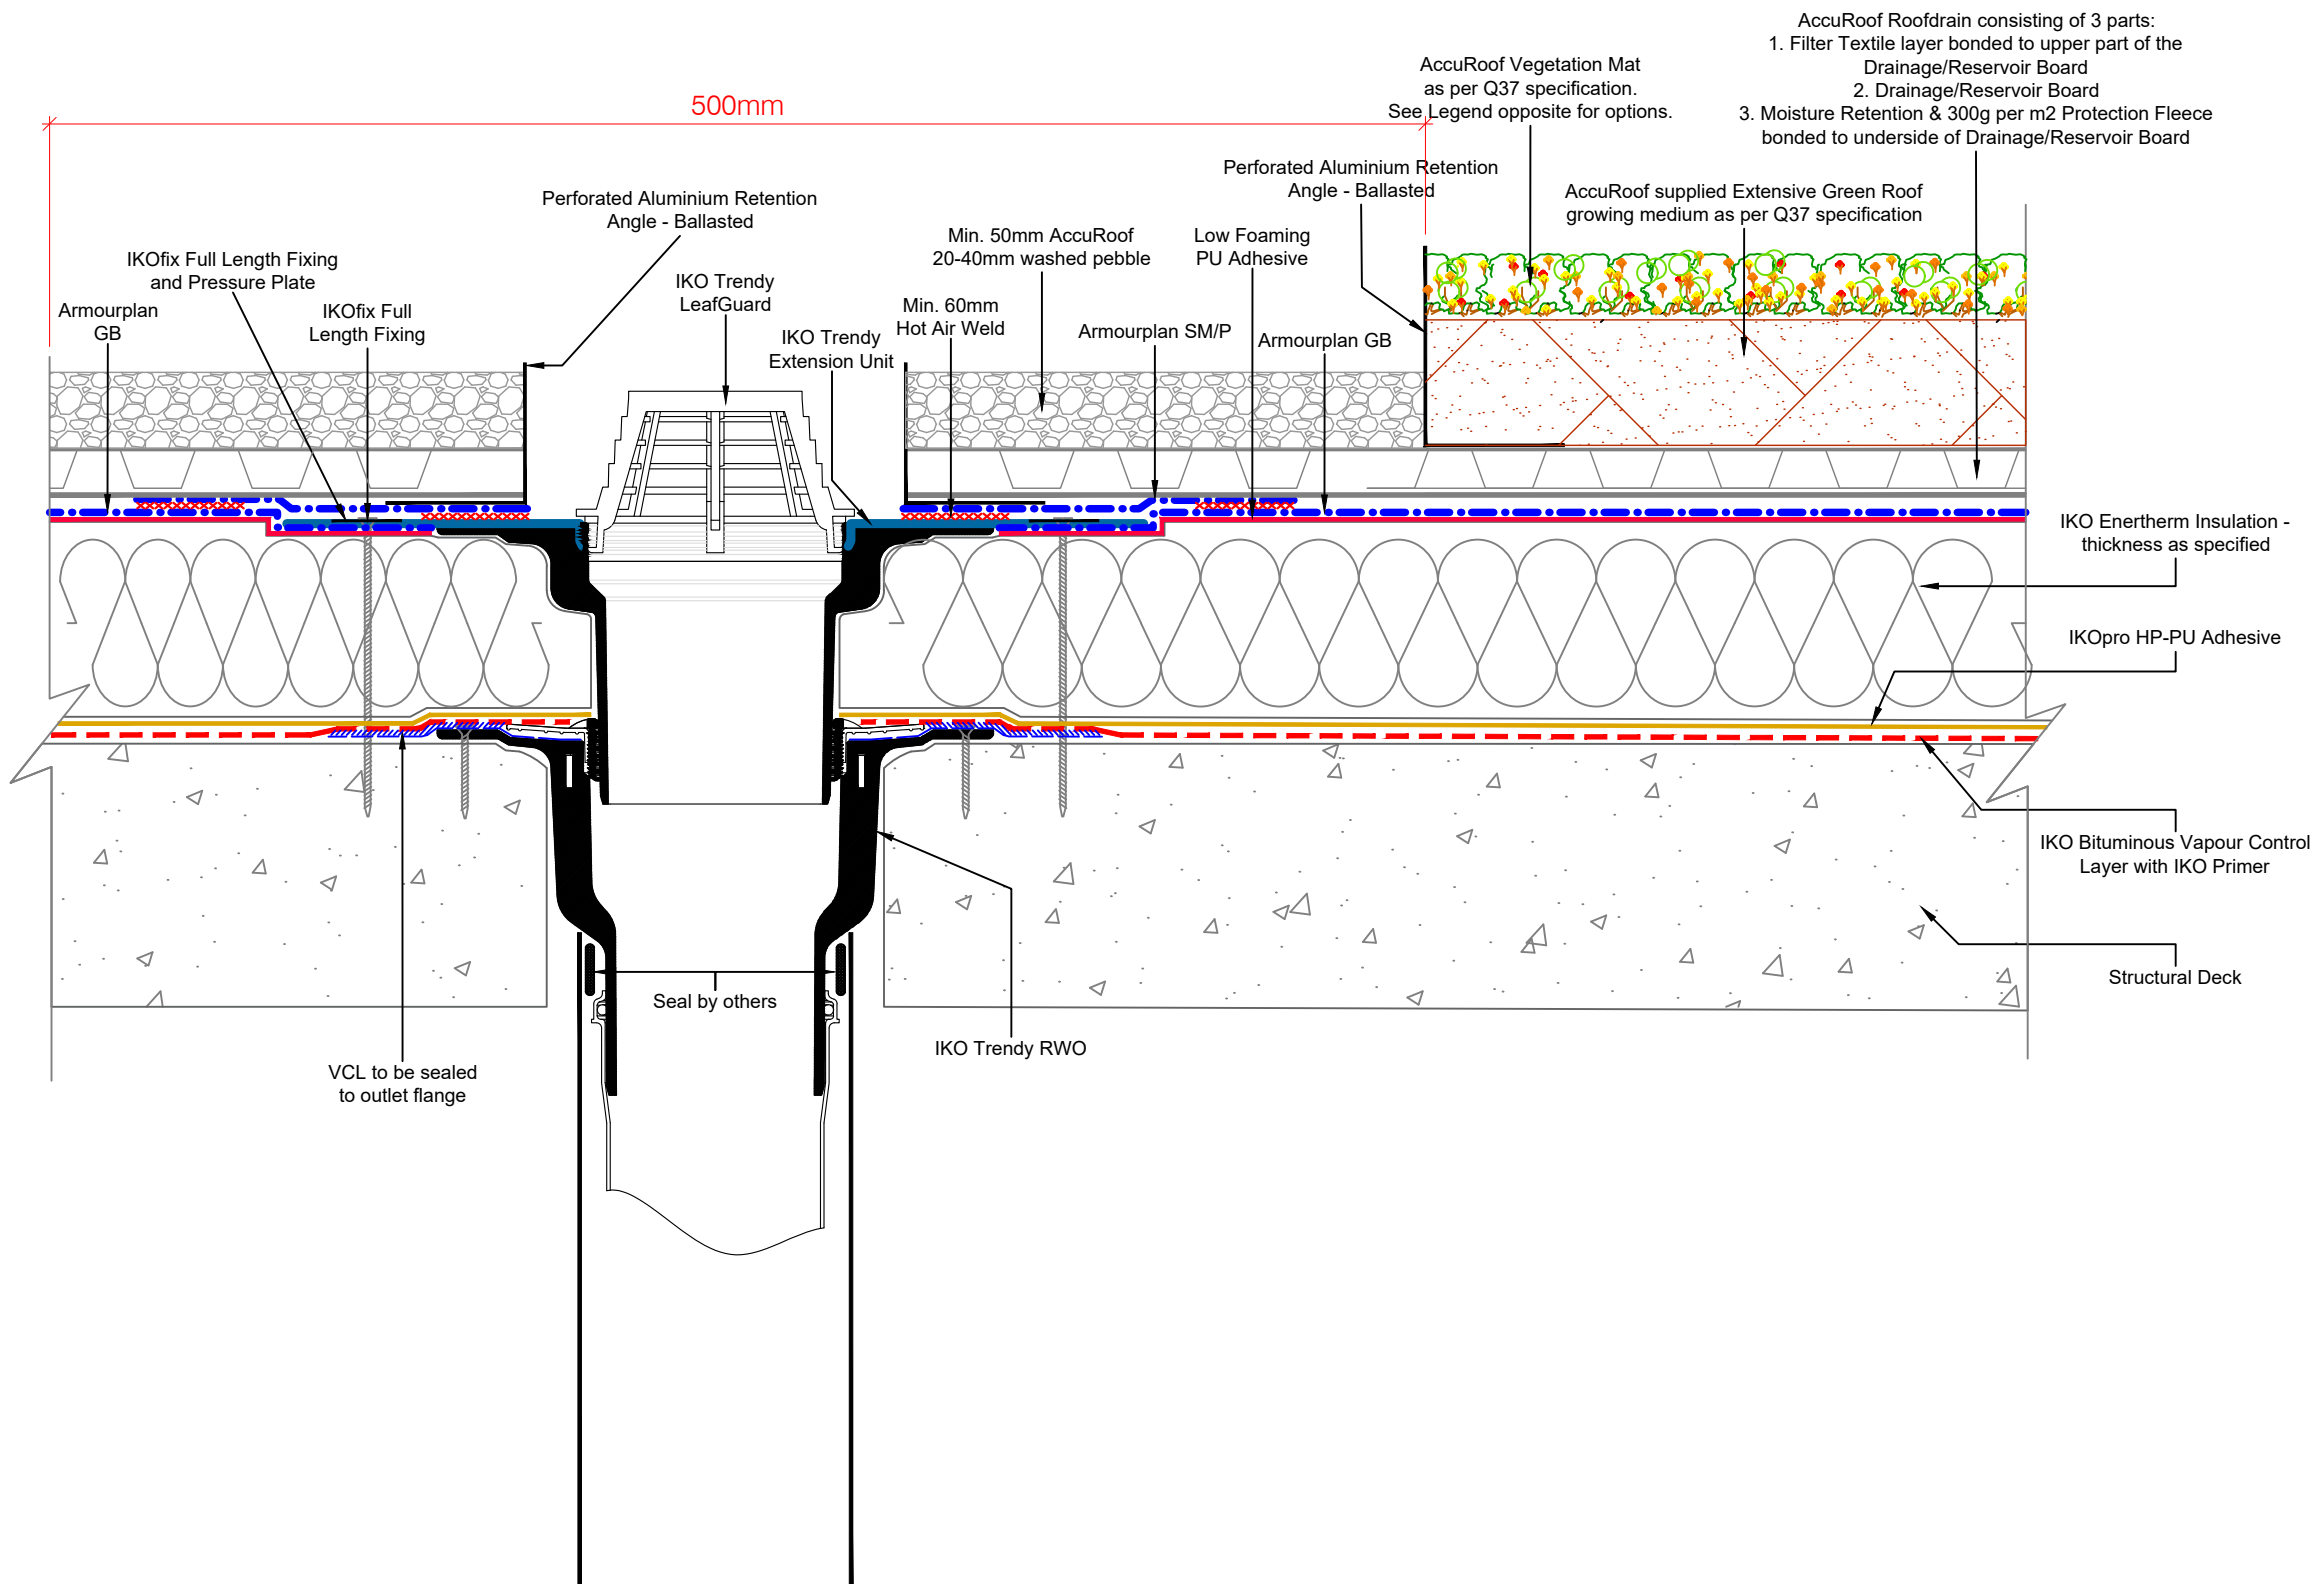 AccuRoof Roofdrain consisting of 3 parts:
1. Filter Textile layer bonded to upper part of the
Drainage/Reservoir Board
2. Drainage/Reservoir Board
3. Moisture Retention & 300g per m2 Protection Fleece
bonded to underside of Drainage/Reservoir Board
AccuRoof Vegetation Mat
as per Q37 specification.
See Legend opposite for options.
500mm
Perforated Aluminium Retention
Angle - Ballasted
AccuRoof supplied Extensive Green Roof
growing medium as per Q37 specification
Perforated Aluminium Retention
Angle - Ballasted
Min. 50mm AccuRoof
20-40mm washed pebble
Low Foaming
PU Adhesive
IKOfix Full Length Fixing
and Pressure Plate
IKO Trendy
LeafGuard
Armourplan
GB
IKOfix Full
Length Fixing
Min. 60mm
Hot Air Weld
IKO Trendy
Extension Unit
Armourplan SM/P
Armourplan GB
IKO Enertherm Insulation -
thickness as specified
IKOpro HP-PU Adhesive
IKO Bituminous Vapour Control
Layer with IKO Primer
Structural Deck
Seal by others
IKO Trendy RWO
VCL to be sealed
to outlet flange